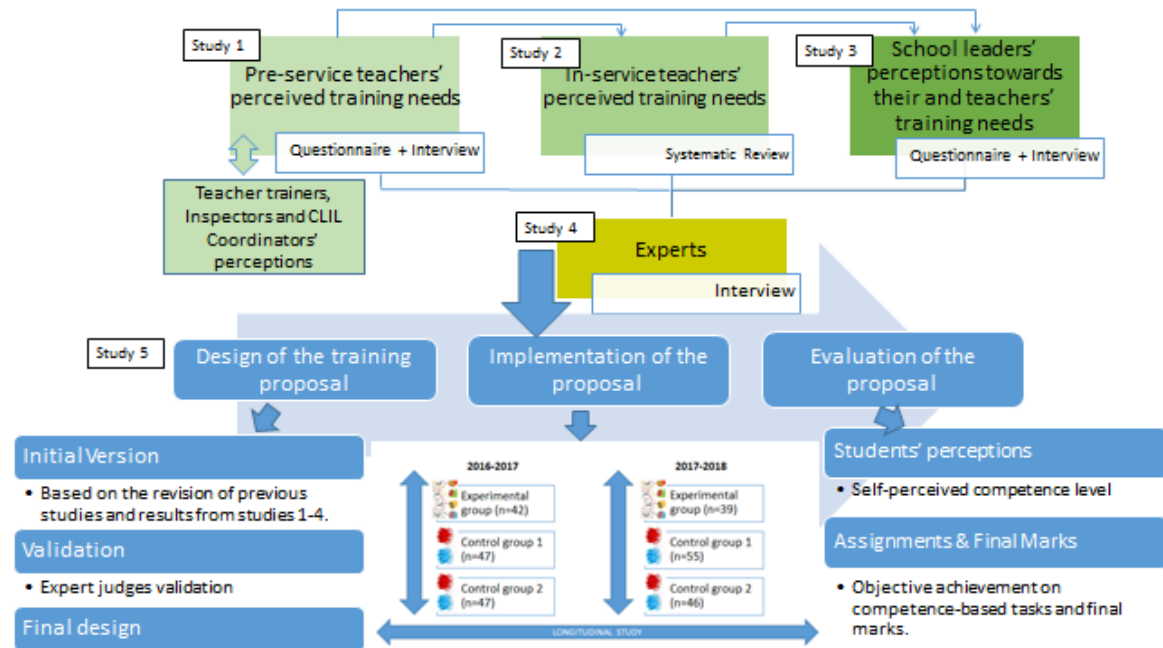 Study 1
Pre-service teachers'
perceived training needs
Questionnaire + Interview
Study 2
In-service teachers'
perceived training needs
Systematic Review
Study 3
School leaders'
perceptions towards
their and teachers'
training needs
Questionnaire + Interview
Teacher trainers,
Inspectors and CLIL
Coordinators'
perceptions
Study 4
Experts
Interview
Study 5
Design of the training
proposal
Implementation of the
proposal
Evaluation of the
proposal
Initial Version
• Based on the revision of previous
studies and results from studies 1-4.
Validation
• Expert judges validation
Final design
2016-2017
Experimental
group (n=42)
Control group 1
(n=47)
Control group 2
(n=47)
2017-2018
Experimental
group (n=39)
Control group 1
(n=55)
Control group 2
(n=46)
LONGITUDINAL STUDY
Students' perceptions
• Self-perceived competence level
Assignments & Final Marks
• Objective achievement on
competence-based tasks and final
marks.